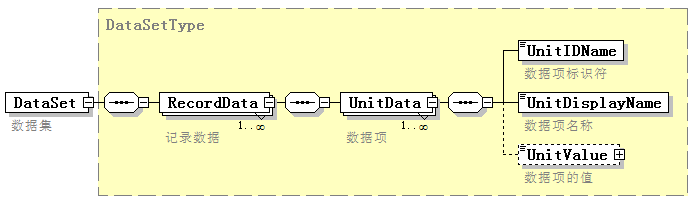 DataSetType
UnitIDName
数据项标识符
DataSet
RecordData
UnitData
UnitDisplayName
数据集
1..∞
1..∞
记录数据
数据项
数据项名称
UnitValue
数据项的值